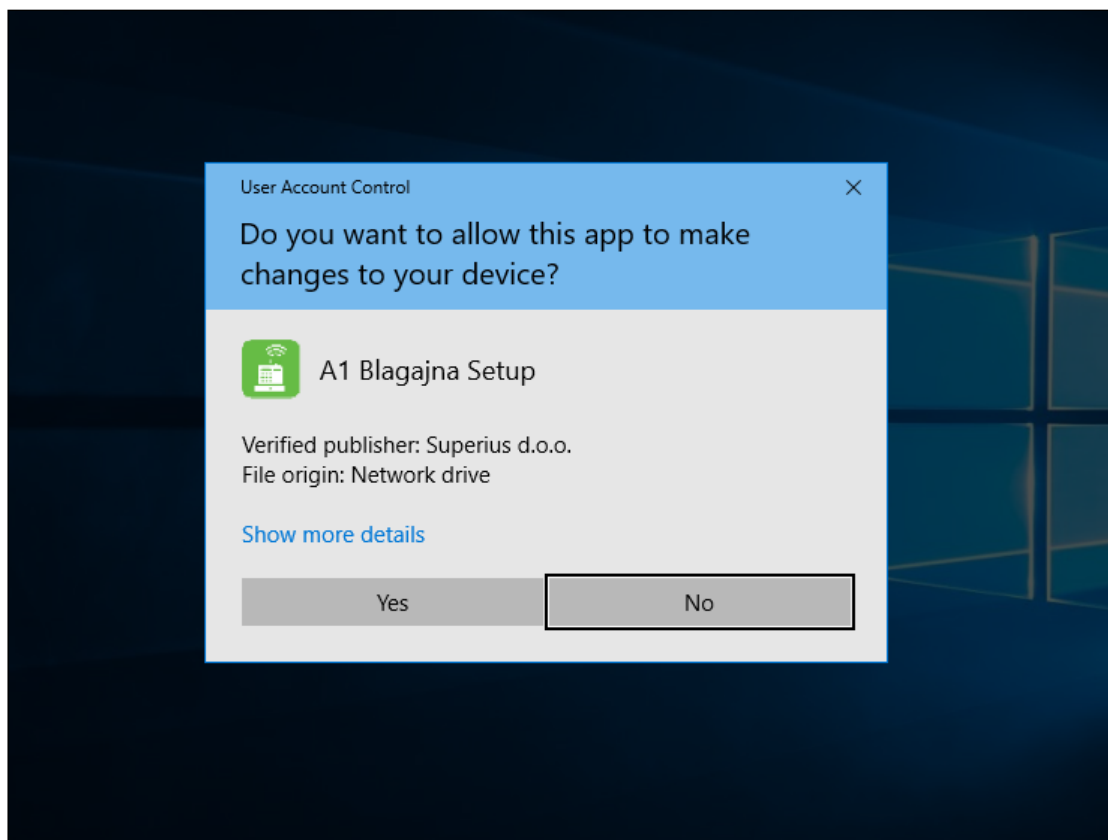 User Account Control
Do you want to allow this app to make
changes to your device?
A1 Blagajna Setup
Verified publisher: Superius d.o.o.
File origin: Network drive
Show more details
Yes
No